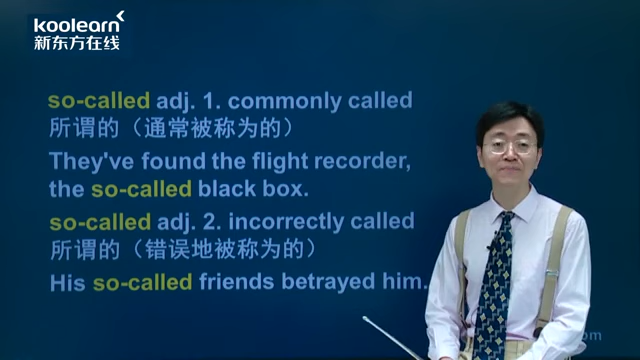 koolearn
新东方在线
so-called adj. 1. commonly called
所谓的（通常被称为的）
They've found the flight recorder,
the so-called black box.
so-called adj. 2. incorrectly called
所谓的（错误地被称为的）
His so-called friends betrayed him.
om